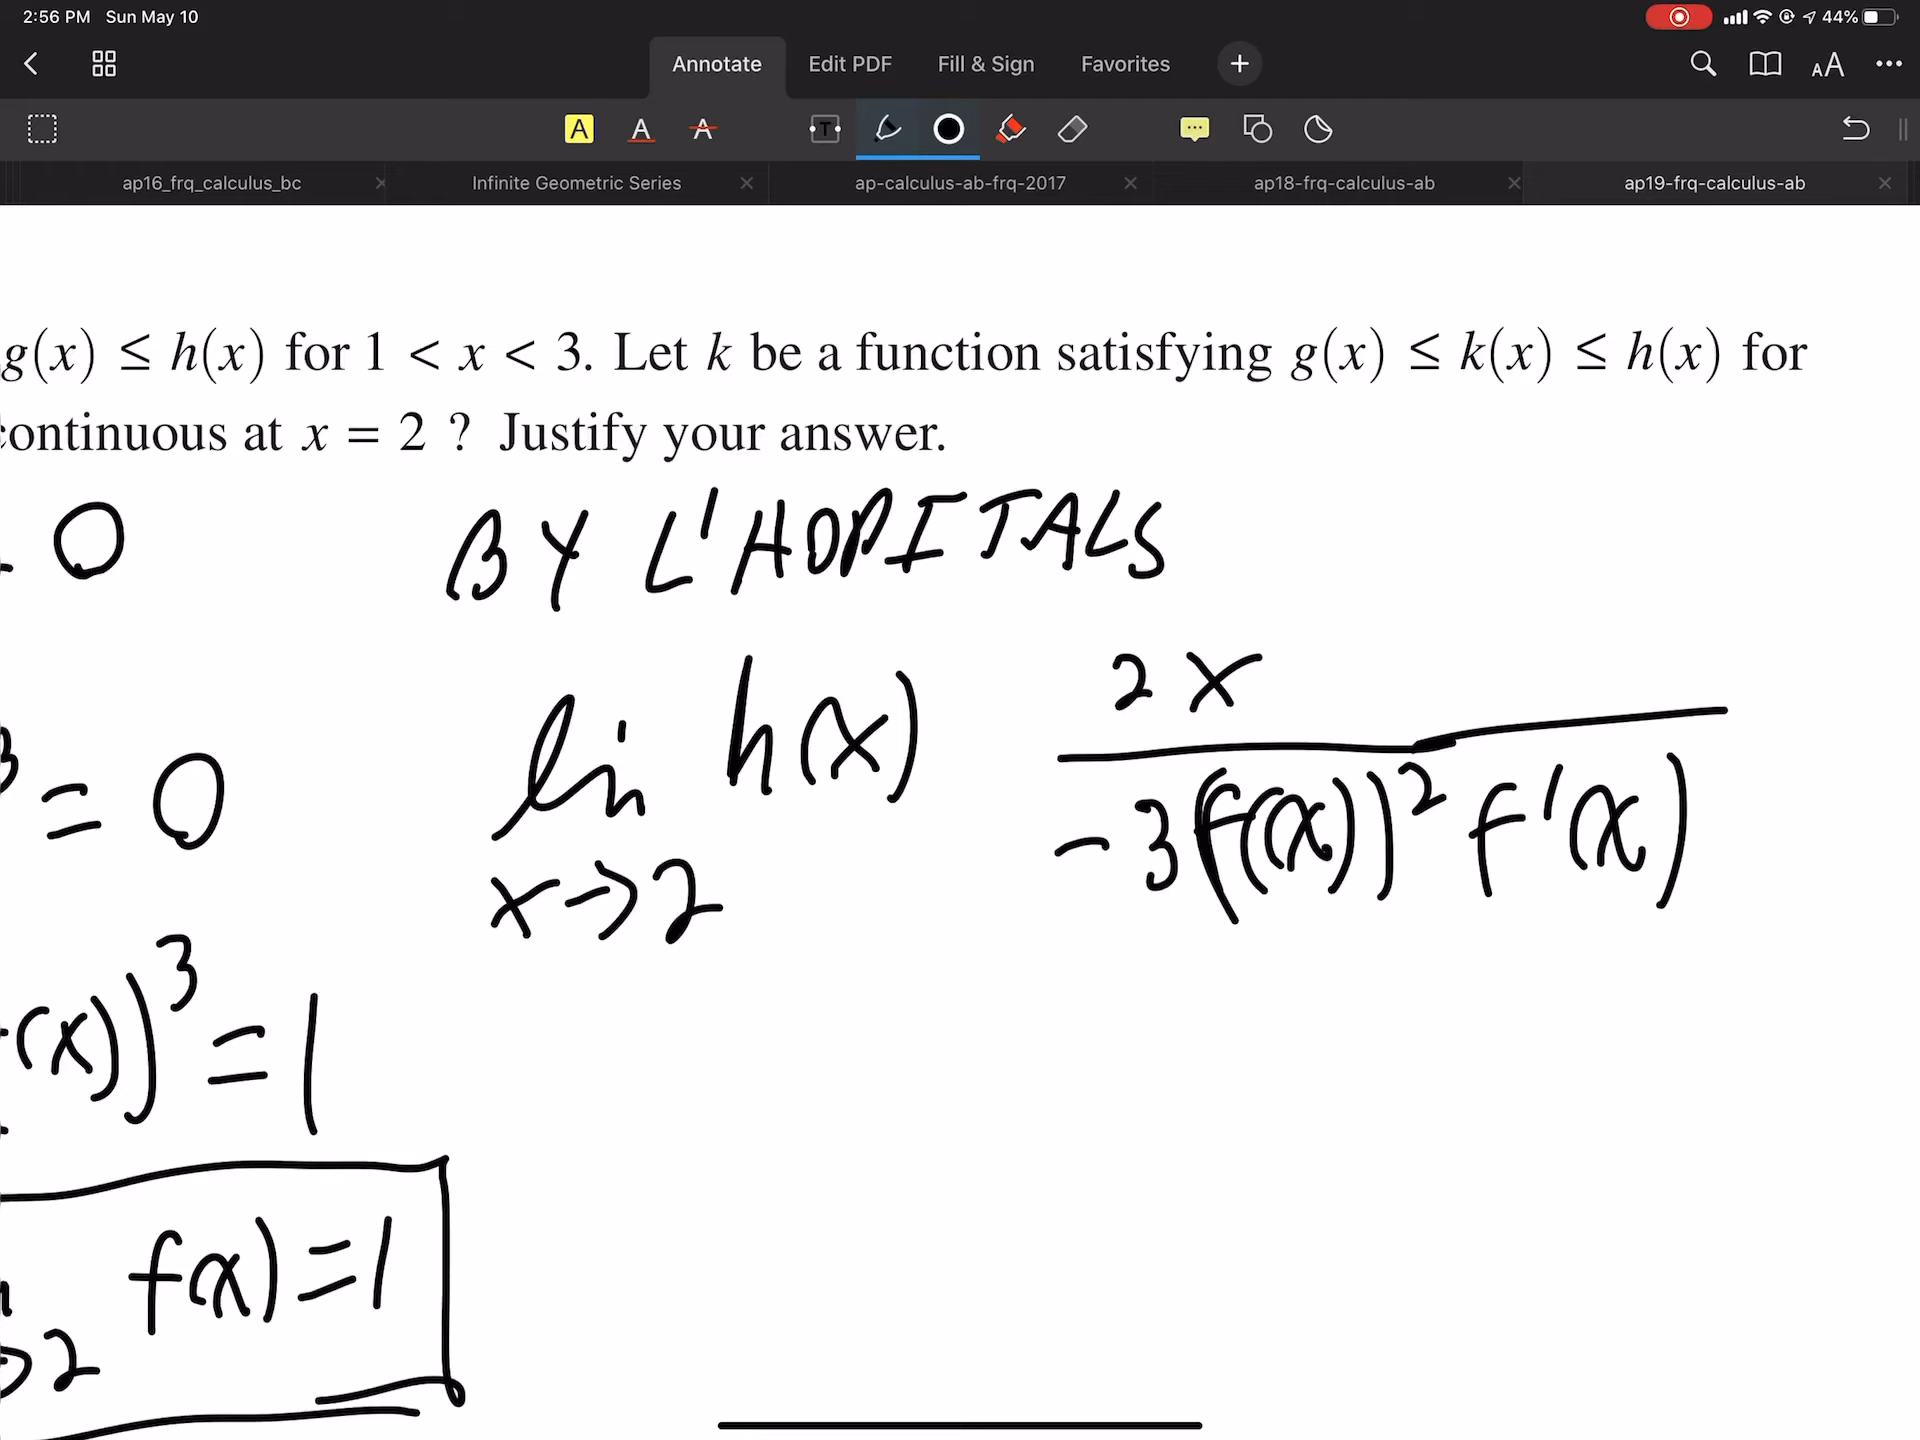 2:56 PM Sun May 10
44%
Annotate Edit PDF Fill & Sign Favorites
ap16_frq_calculus_bc Infinite Geometric Series ap-calculus-ab-frq-2017 ap18-frq-calculus-ab ap19-frq-calculus-ab
g(x) ≤ h(x) for 1 < x < 3. Let k be a function satisfying g(x) ≤ k(x) ≤ h(x) for
continuous at x = 2 ? Justify your answer.
0 BY L'HOPITALS
3 = 0
lim h(x)
x→2
2x
-3(f(x))² f'(x)
(x))³ = 1
f(x) = 1
→2